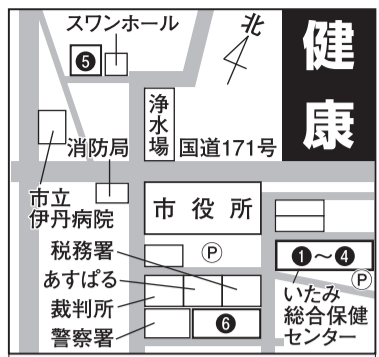 スワンホール
北
健康
❺
浄水場
消防局
国道171号
市立
伊丹病院
市役所
税務署
Ⓟ
❶～❹
あすぱる
Ⓟ
裁判所
いたみ
総合保健
センター
❻
警察署